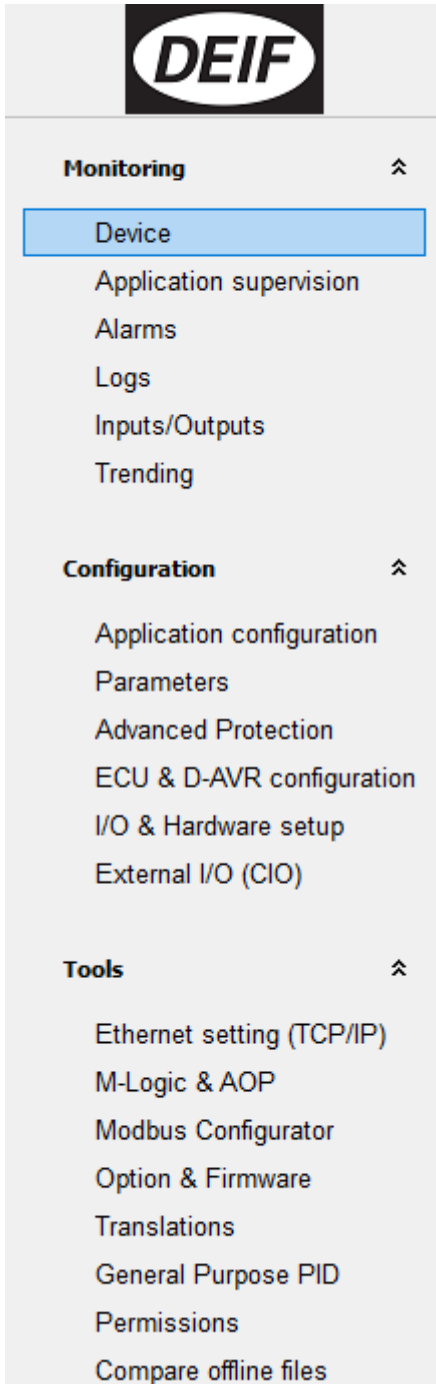 DEIF
Monitoring
Device
Application supervision
Alarms
Logs
Inputs/Outputs
Trending
Configuration
Application configuration
Parameters
Advanced Protection
ECU & D-AVR configuration
I/O & Hardware setup
External I/O (CIO)
Tools
Ethernet setting (TCP/IP)
M-Logic & AOP
Modbus Configurator
Option & Firmware
Translations
General Purpose PID
Permissions
Compare offline files